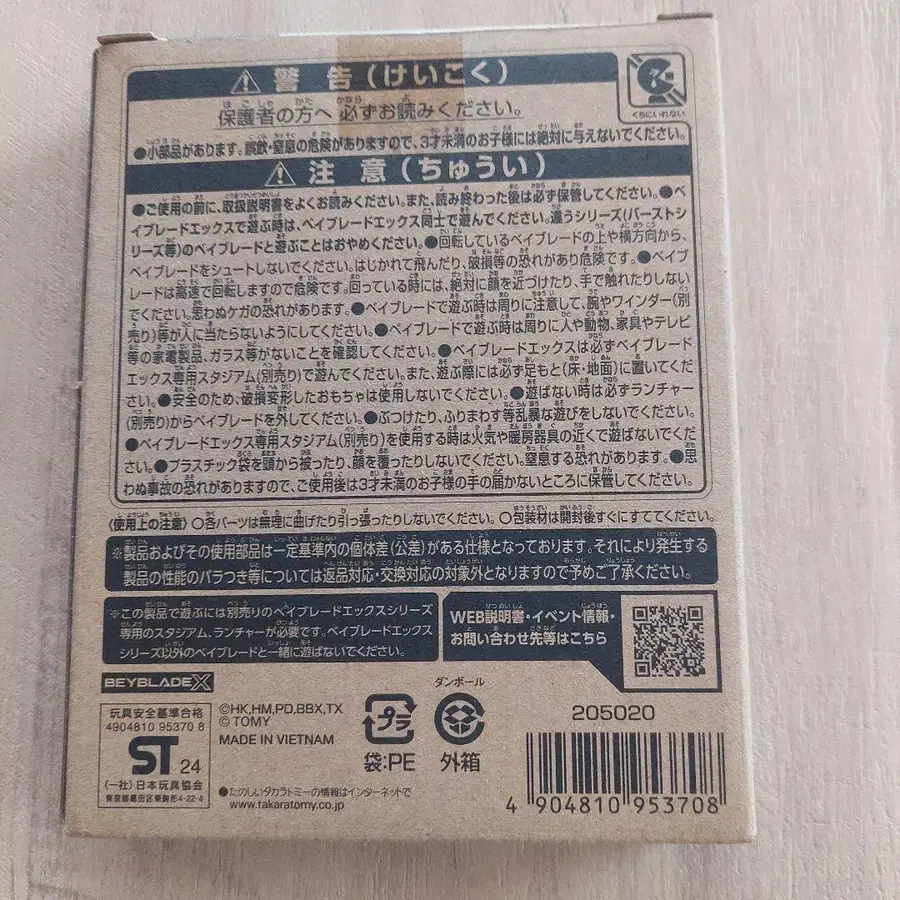 警告(けいこく)
くちにいれない
保護者の方へ 必ずお読みください。
●小部品があります。誤飲・窒息の危険がありますので、3才未満のお子様には絶対に与えないでください。
注意(ちゅうい)
●ご使用の前に、取扱説明書をよくお読みください。また、読み終わった後は必ず保管してください。●ベ
イブレードエックスで遊ぶ時は、ベイブレードエックス同士で遊んでください。違うシリーズ(バーストシ
リーズ等)のベイブレードと遊ぶことはおやめください。●回転しているベイブレードの上や横方向から、
ベイブレードをシュートしないでください。はじかれて飛んだり、破損等の恐れがあり危険です。●ベイブ
レードは高速で回転しますので危険です。回っている時には、絶対に顔を近づけたり、手で触れたりしない
でください。思わぬケガの恐れがあります。●ベイブレードで遊ぶ時は周りに注意して、腕やワインダー(別
売り)等が人に当たらないようにしてください。●ベイブレードで遊ぶ時は周りに人や動物、家具やテレビ
等の家電製品、ガラス等がないことを確認してください。●ベイブレードエックスは必ずベイブレード
エックス専用スタジアム(別売り)で遊んでください。また、遊ぶ際には必ず足もと(床・地面)に置いてくだ
さい。●安全のため、破損変形したおもちゃは使用しないでください。●遊ばない時は必ずランチャー
(別売り)からベイブレードを外してください。●ぶつけたり、ふりまわす等乱暴な遊びをしないでください。
●ベイブレードエックス専用スタジアム(別売り)を使用する時は火気や暖房器具の近くで遊ばないでくだ
さい。●プラスチック袋を頭から被ったり、顔を覆ったりしないでください。窒息する恐れがあります。●思
わぬ事故の恐れがありますので、ご使用後は3才未満のお子様の手の届かないところに保管してください。
〈使用上の注意〉○各パーツは無理に曲げたり引っ張ったりしないでください。○包装材は開封後すぐにすててください。
※製品およびその使用部品は一定基準内の個体差(公差)がある仕様となっております。それにより発生する
製品の性能のバラつき等については返品対応・交換対応の対象外となりますので予めご了承ください。
※この製品で遊ぶには別売りのベイブレードエックスシリーズ
専用のスタジアム、ランチャーが必要です。ベイブレードエックス
シリーズ以外のベイブレードと一緒に遊ばないでください。
WEB説明書・イベント情報・
お問い合わせ先等はこちら
BEYBLADE X
玩具安全基準合格
4904810 95370 8
ST 24
(一社)日本玩具協会
東京都墨田区東駒形4-22-4
©HK,HM,PD,BBX,TX
© TOMY
MADE IN VIETNAM
プラ
袋:PE
ダンボール
外箱
●たのしいタカラトミーの情報はインターネットで
www.takaratomy.co.jp
205020
4 904810 953708